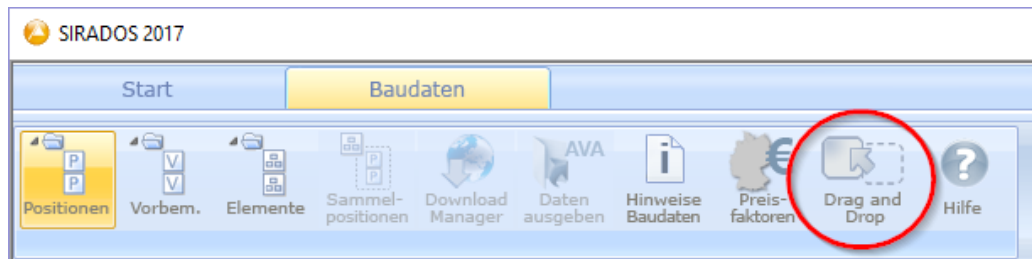 SIRADOS 2017
Start
Baudaten
P
P
Positionen
V
V
Vorbem.
Elemente
P
P
Sammel-
positionen
Download
Manager
AVA
Daten
ausgeben
i
Hinweise
Baudaten
€
Preis-
faktoren
Drag and
Drop
?
Hilfe